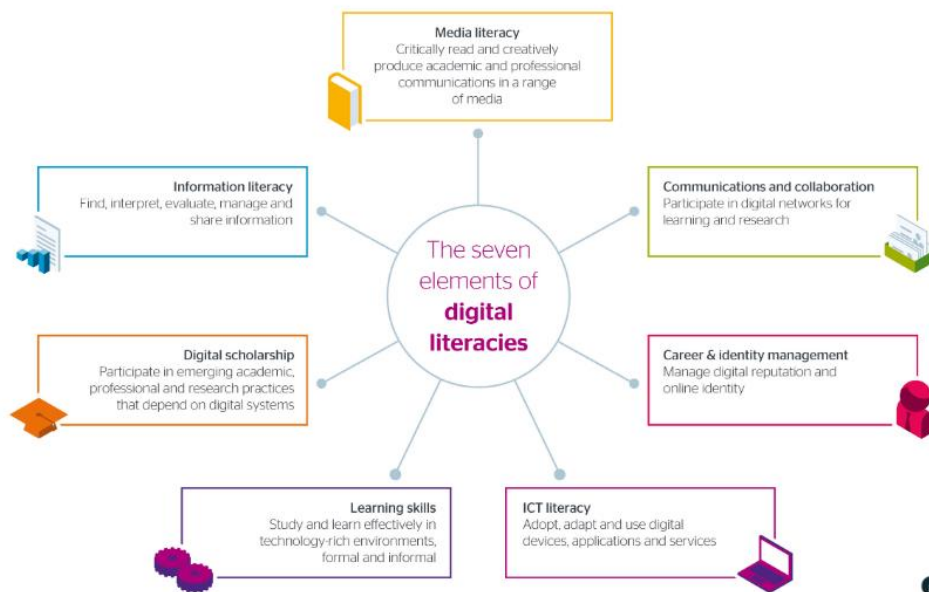 Media literacy
Critically read and creatively
produce academic and professional
communications in a range
of media
Information literacy
Find, interpret, evaluate, manage and
share information
Communications and collaboration
Participate in digital networks for
learning and research
The seven
elements of
digital
literacies
Digital scholarship
Participate in emerging academic,
professional and research practices
that depend on digital systems
Career & identity management
Manage digital reputation and
online identity
Learning skills
Study and learn effectively in
technology-rich environments,
formal and informal
ICT literacy
Adopt, adapt and use digital
devices, applications and services